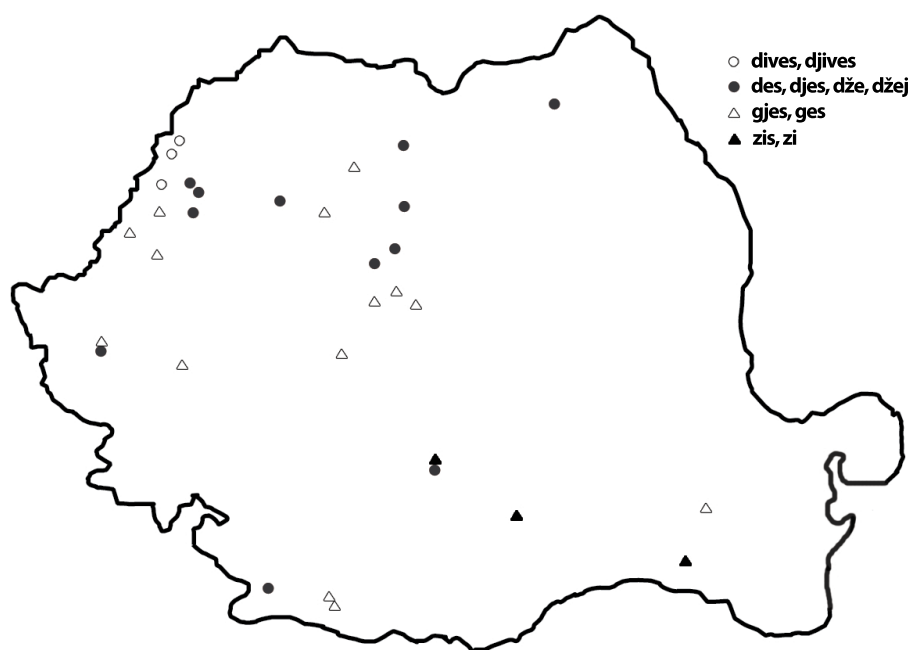 dives, djives
des, djes, dže, džej
gjes, ges
zis, zi